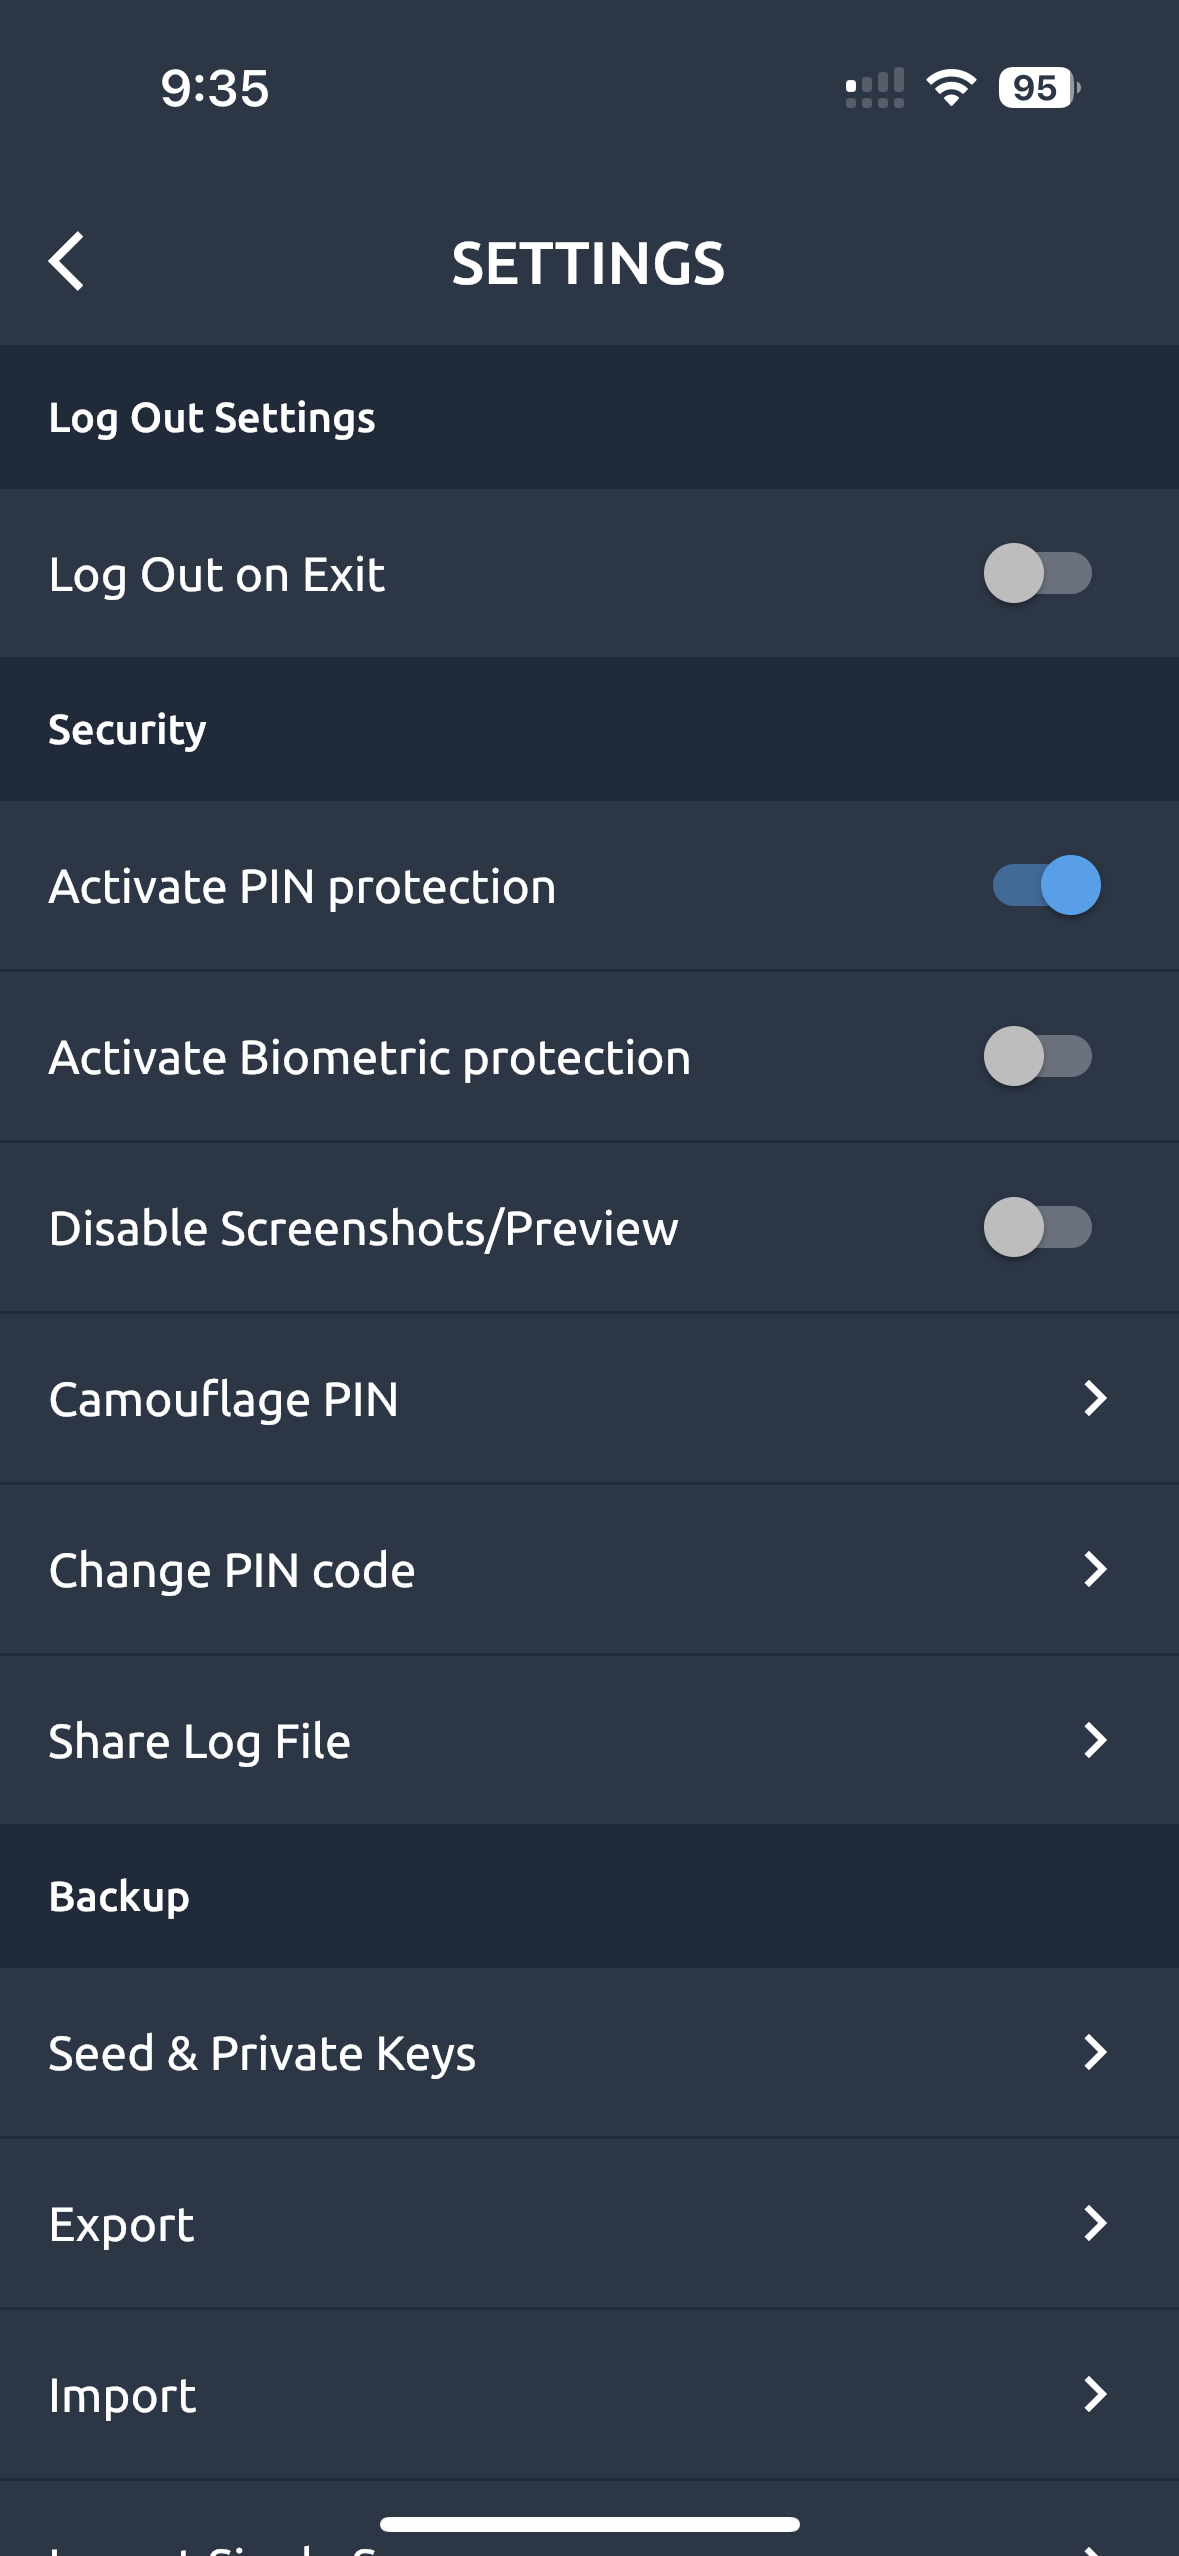 9:35
95
SETTINGS
Log Out Settings
Log Out on Exit
Security
Activate PIN protection
Activate Biometric protection
Disable Screenshots/Preview
Camouflage PIN
Change PIN code
Share Log File
Backup
Seed & Private Keys
Export
Import